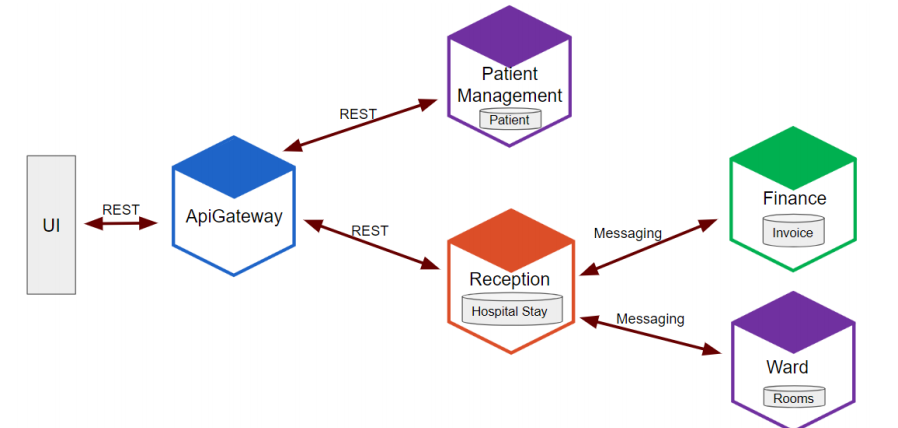 UI
REST
ApiGateway
REST
Patient
Management
Patient
REST
Reception
Hospital Stay
Messaging
Finance
Invoice
Messaging
Ward
Rooms